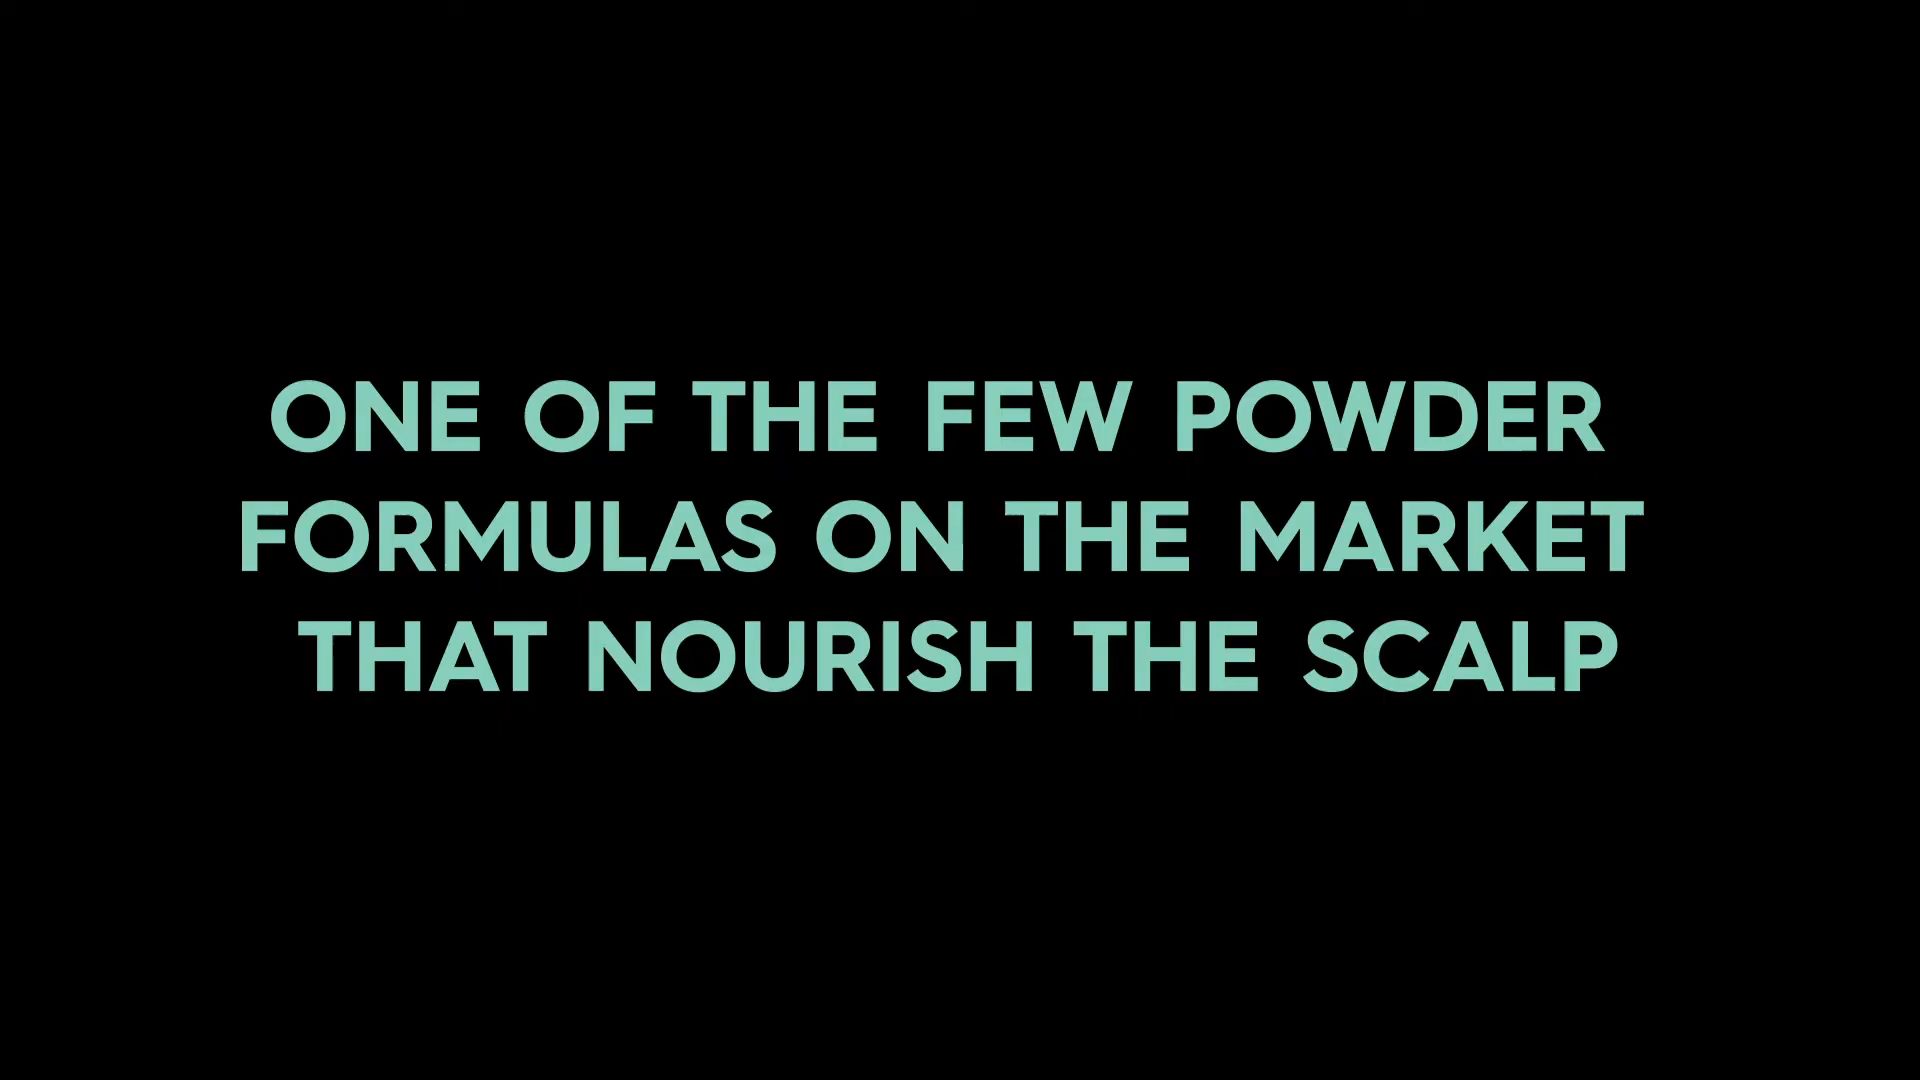 ONE OF THE FEW POWDER
FORMULAS ON THE MARKET
THAT NOURISH THE SCALP